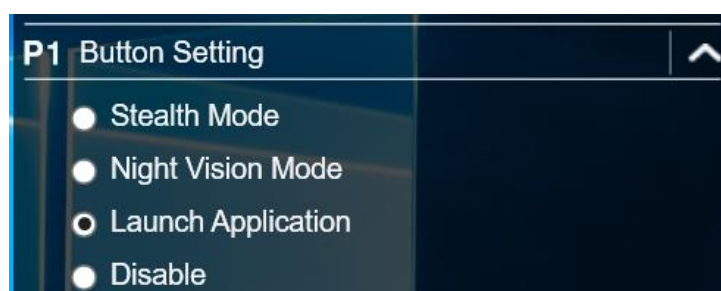 P1 Button Setting
Stealth Mode
Night Vision Mode
Launch Application
Disable